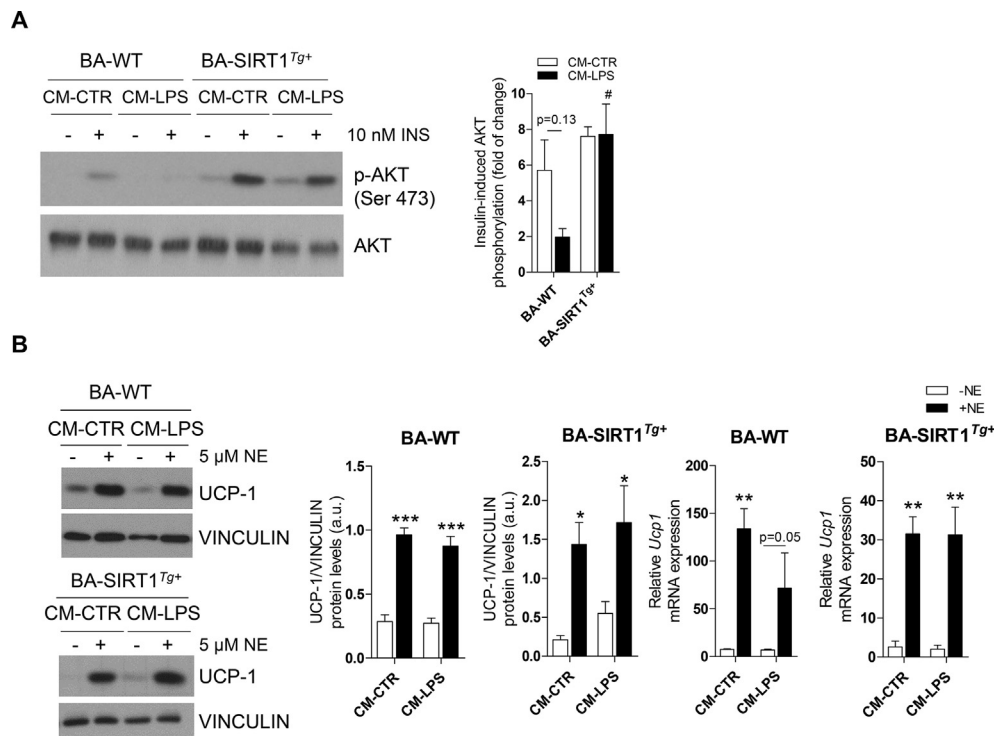 A
BA-WT BA-SIRT1Tg+
CM-CTR CM-LPS CM-CTR CM-LPS
- + - + - + - + 10 nM INS
p-AKT
(Ser 473)
AKT
CM-CTR
CM-LPS
Insulin-induced AKT
phosphorylation (fold of change)
10
8
6
4
2
0
p=0.13
#
BA-WT
BA-SIRT1Tg+
B
BA-WT
CM-CTR CM-LPS
- + - + 5 µM NE
UCP-1
VINCULIN
BA-SIRT1Tg+
CM-CTR CM-LPS
- + - + 5 µM NE
UCP-1
VINCULIN
-NE
+NE
BA-WT
UCP-1/VINCULIN
protein levels (a.u.)
1.5
1.0
0.5
0.0
*** ***
CM-CTR
CM-LPS
BA-SIRT1Tg+
UCP-1/VINCULIN
protein levels (a.u.)
2.5
2.0
1.5
1.0
0.5
0.0
* *
CM-CTR
CM-LPS
BA-WT
Relative Ucp1
mRNA expression
200
150
100
50
0
**
p=0.05
CM-CTR
CM-LPS
BA-SIRT1Tg+
Relative Ucp1
mRNA expression
50
40
30
20
10
0
** **
CM-CTR
CM-LPS